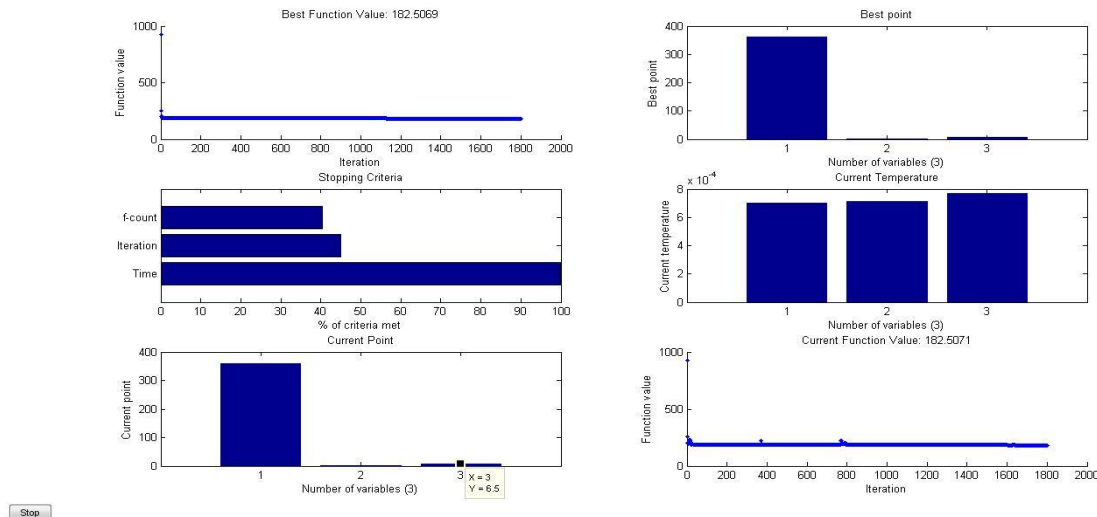 Best Function Value: 182.5069
1000
500
0
Function value
0 200 400 600 800 1000 1200 1400 1600 1800 2000
Iteration
Best point
400
300
200
100
0
Best point
1 2 3
Number of variables (3)
Stopping Criteria
f-count
Iteration
Time
0 10 20 30 40 50 60 70 80 90 100
% of criteria met
Current Temperature
x 10-4
8
6
4
2
0
Current temperature
1 2 3
Number of variables (3)
Current Point
400
300
200
100
0
Current point
1 2 3
X = 3
Y = 6.5
Number of variables (3)
Current Function Value: 182.5071
1000
500
0
Function value
0 200 400 600 800 1000 1200 1400 1600 1800 2000
Iteration
Stop